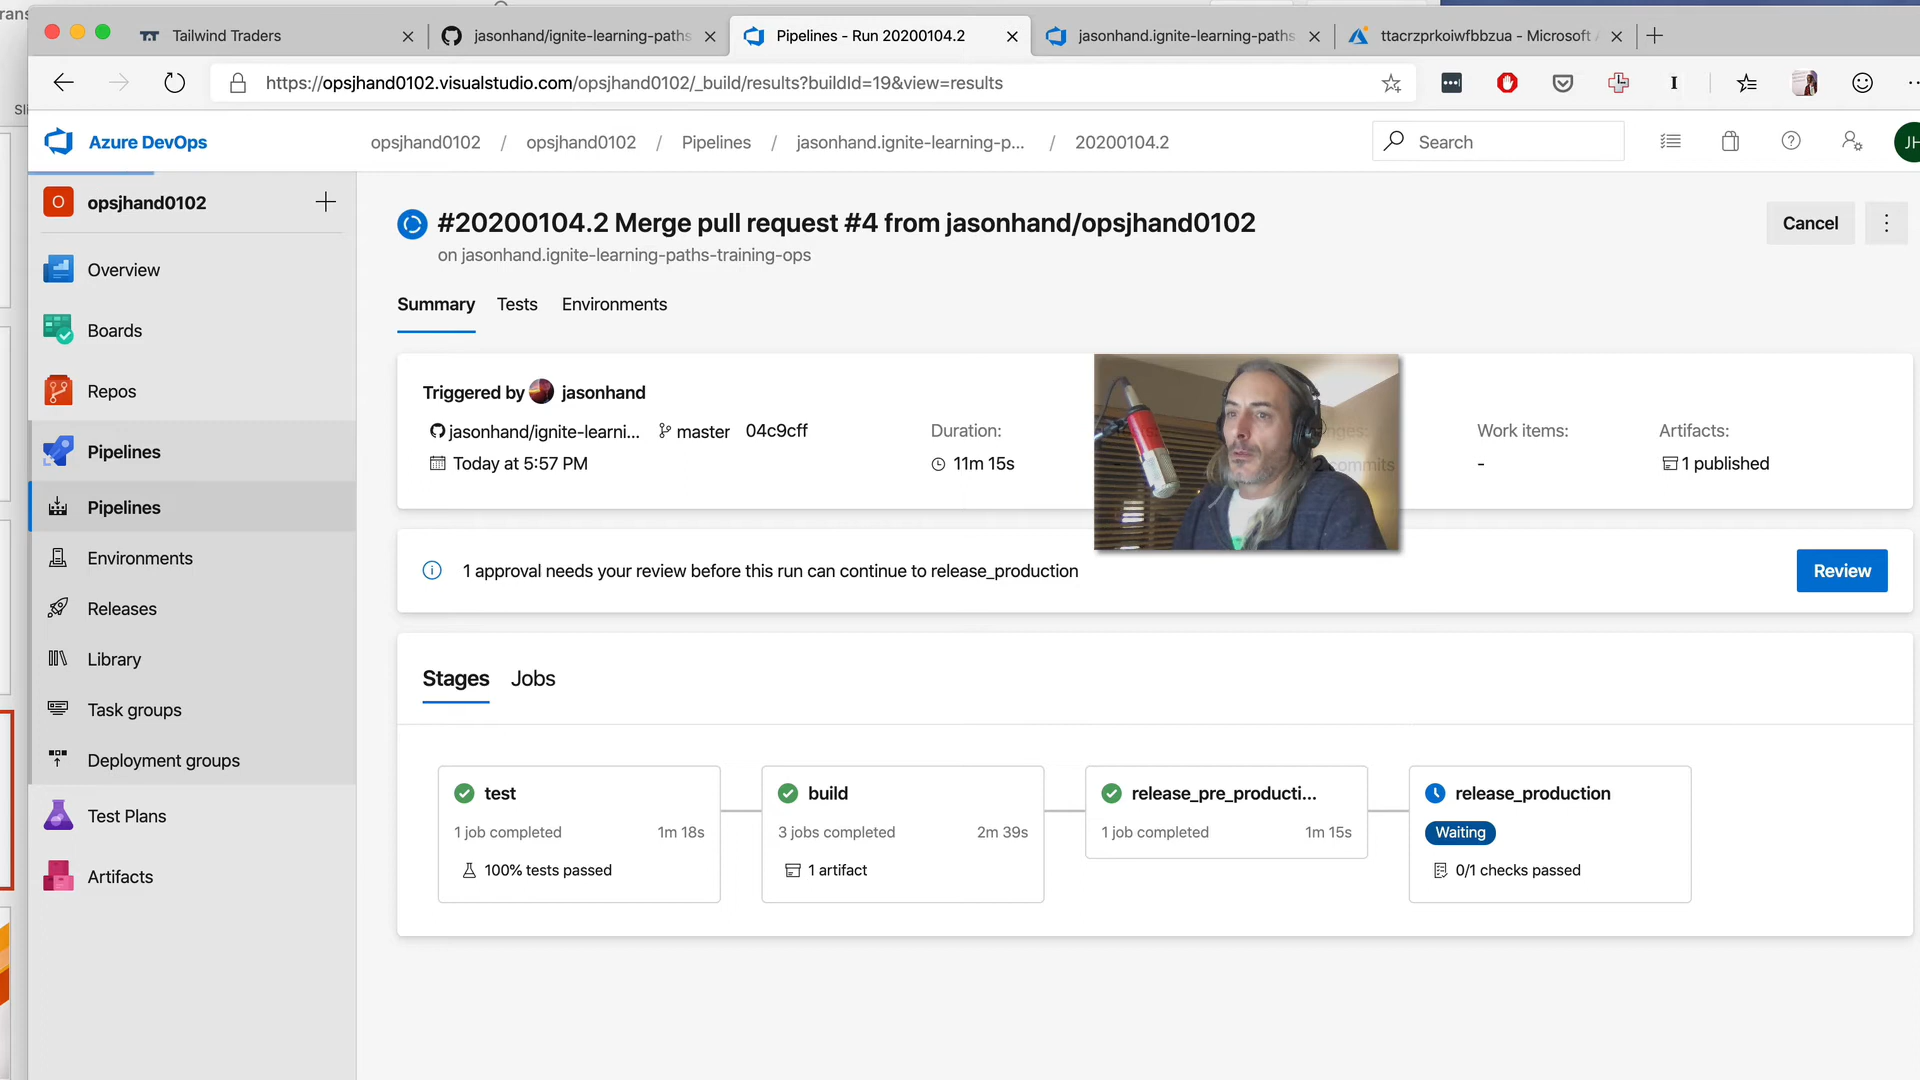 rans
Tailwind Traders
jasonhand/ignite-learning-paths
Pipelines - Run 20200104.2
jasonhand.ignite-learning-paths
ttacrzprkoiwfbbzua - Microsoft A
https://opsjhand0102.visualstudio.com/opsjhand0102/_build/results?buildId=19&view=results
Azure DevOps
opsjhand0102 / opsjhand0102 / Pipelines / jasonhand.ignite-learning-p... / 20200104.2
Search
JH
O opsjhand0102
Overview
Boards
Repos
Pipelines
Pipelines
Environments
Releases
Library
Task groups
Deployment groups
Test Plans
Artifacts
#20200104.2 Merge pull request #4 from jasonhand/opsjhand0102
on jasonhand.ignite-learning-paths-training-ops
Cancel
Summary Tests Environments
Triggered by jasonhand
jasonhand/ignite-learni... master 04c9cff
Today at 5:57 PM
Duration:
11m 15s
2 commits
Work items:
-
Artifacts:
1 published
1 approval needs your review before this run can continue to release_production
Review
Stages Jobs
test
1 job completed 1m 18s
100% tests passed
build
3 jobs completed 2m 39s
1 artifact
release_pre_producti...
1 job completed 1m 15s
release_production
Waiting
0/1 checks passed